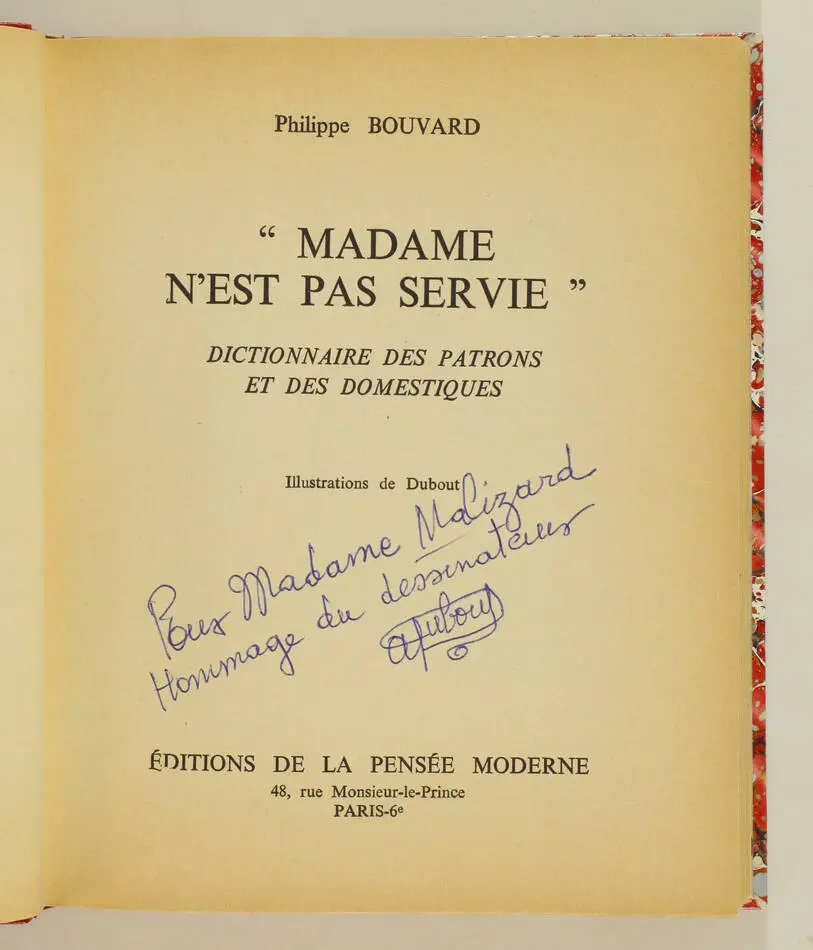 Philippe BOUVARD
“ MADAME
N’EST PAS SERVIE ”
DICTIONNAIRE DES PATRONS
ET DES DOMESTIQUES
Illustrations de Dubout
Pour Madame Malizard
Hommage du dessinateur
ADubout
ÉDITIONS DE LA PENSÉE MODERNE
48, rue Monsieur-le-Prince
PARIS-6e